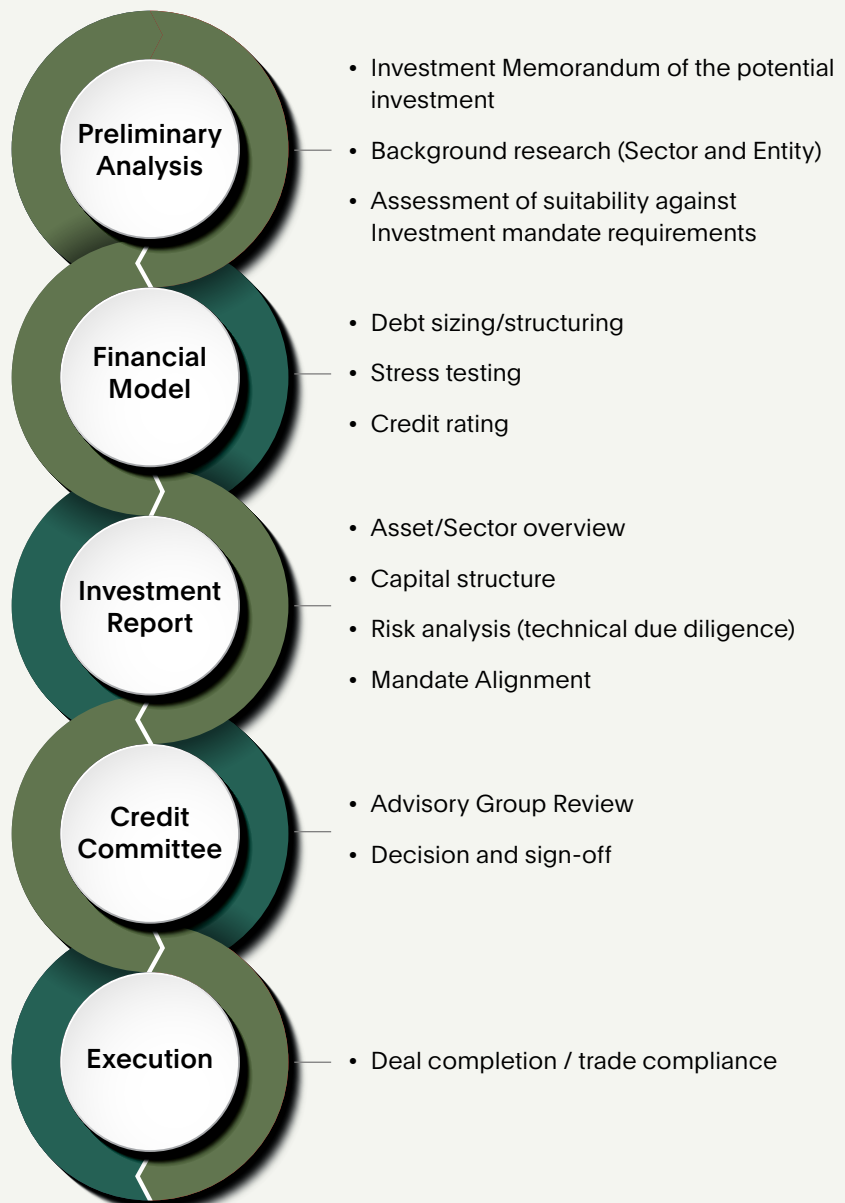 Preliminary
Analysis
• Investment Memorandum of the potential
investment
• Background research (Sector and Entity)
• Assessment of suitability against
Investment mandate requirements
Financial
Model
• Debt sizing/structuring
• Stress testing
• Credit rating
Investment
Report
• Asset/Sector overview
• Capital structure
• Risk analysis (technical due diligence)
• Mandate Alignment
Credit
Committee
• Advisory Group Review
• Decision and sign-off
Execution
• Deal completion / trade compliance